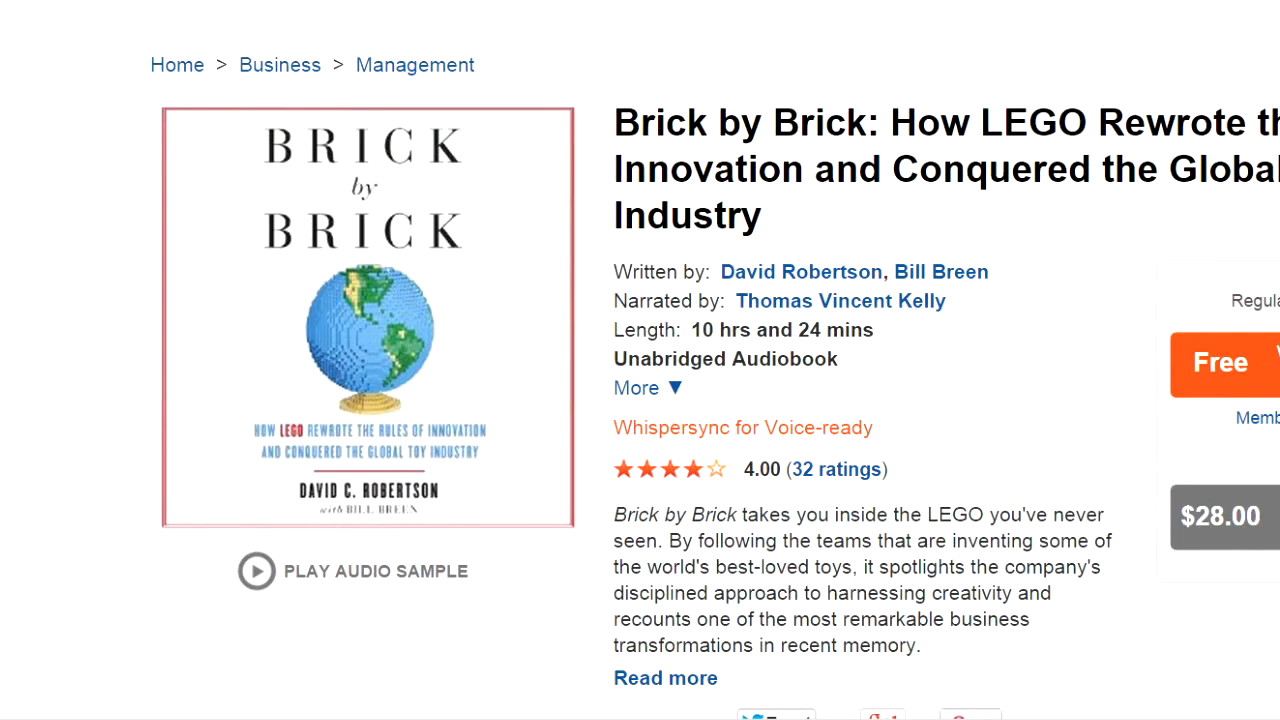 Home > Business > Management
BRICK
by
BRICK
HOW LEGO REWROTE THE RULES OF INNOVATION
AND CONQUERED THE GLOBAL TOY INDUSTRY
DAVID C. ROBERTSON
with BILL BREEN
PLAY AUDIO SAMPLE
Brick by Brick: How LEGO Rewrote th
Innovation and Conquered the Global
Industry
Written by: David Robertson, Bill Breen
Narrated by: Thomas Vincent Kelly
Length: 10 hrs and 24 mins
Unabridged Audiobook
More ▼
Whispersync for Voice-ready
4.00 (32 ratings)
Brick by Brick takes you inside the LEGO you've never
seen. By following the teams that are inventing some of
the world's best-loved toys, it spotlights the company's
disciplined approach to harnessing creativity and
recounts one of the most remarkable business
transformations in recent memory.
Read more
Regula
Free
Memb
$28.00